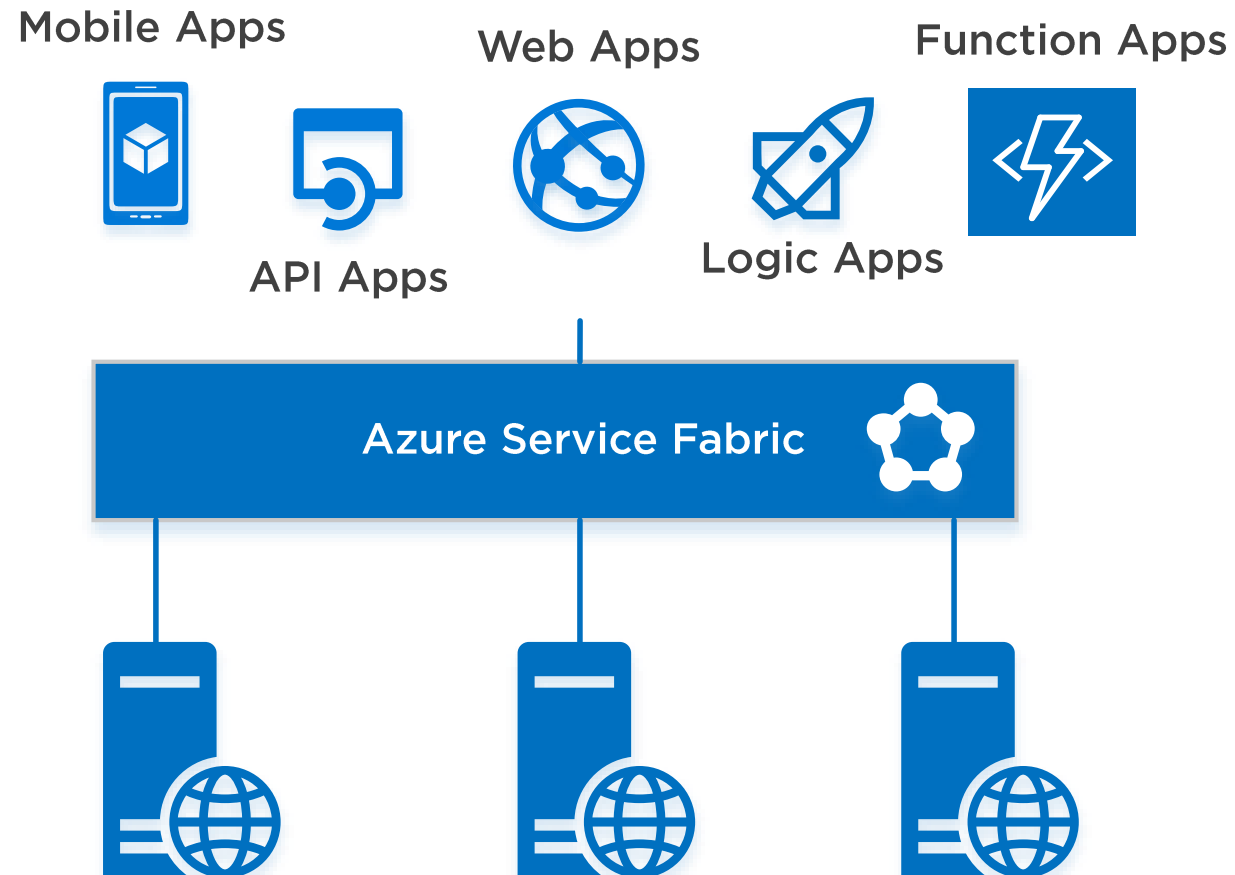 Mobile Apps
Web Apps
Function Apps
API Apps
Logic Apps
Azure Service Fabric